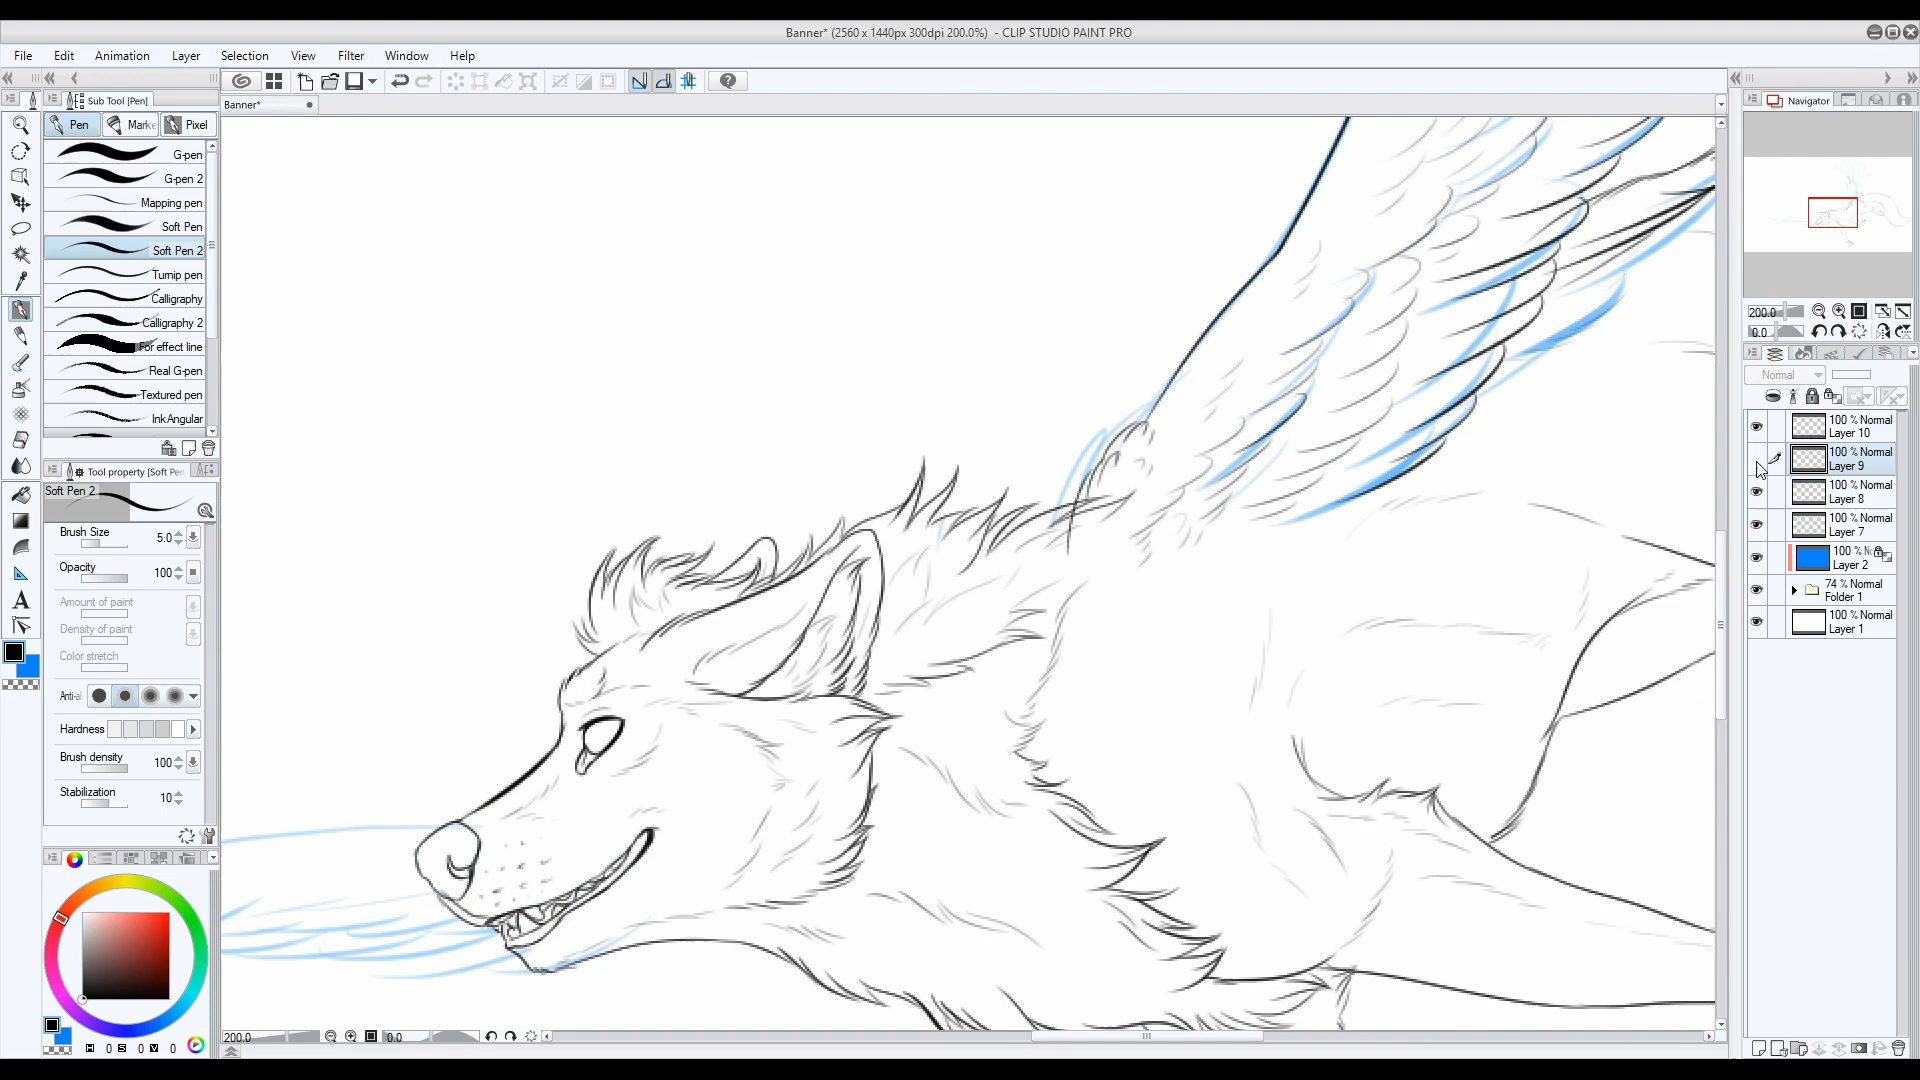 Banner* (2560 x 1440px 300dpi 200.0%)  - CLIP STUDIO PAINT PRO
File Edit Animation Layer Selection View Filter Window Help
Sub Tool [Pen]
Banner*
Navigator
Pen Marke Pixel
G-pen
G-pen 2
Mapping pen
Soft Pen
Soft Pen 2
Turnip pen
Calligraphy
Calligraphy 2
For effect line
Real G-pen
Textured pen
Ink Angular
200.0
0.0
Normal
100 % Normal
Layer 10
100 % Normal
Layer 9
100 % Normal
Layer 8
100 % Normal
Layer 7
100 % Nc
Layer 2
74 % Normal
Folder 1
100 % Normal
Layer 1
Tool property [Soft Pen
Soft Pen 2
Brush Size 5.0
Opacity 100
Amount of paint
Density of paint
Color stretch
Anti-a
Hardness
Brush density 100
Stabilization 10
H 0 S 0 V 0
200.0 0.0